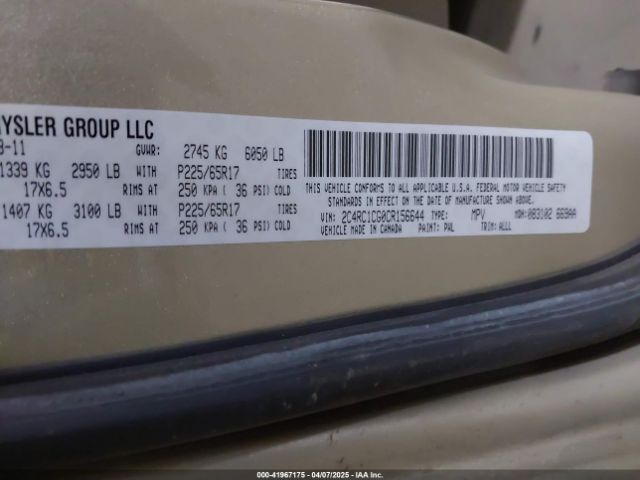 YSLER GROUP LLC
-11 GVWR: 2745 KG 6050 LB
1339 KG 2950 LB WITH P225/65R17 TIRES
17X6.5 RIMS AT 250 KPA ( 36 PSI) COLD
1407 KG 3100 LB WITH P225/65R17 TIRES
17X6.5 RIMS AT 250 KPA ( 36 PSI) COLD
THIS VEHICLE CONFORMS TO ALL APPLICABLE U.S.A. FEDERAL MOTOR VEHICLE SAFETY
STANDARDS IN EFFECT ON THE DATE OF MANUFACTURE SHOWN ABOVE.
VIN: 2C4RC1CG0CR156644 TYPE: MPV MDH: 083102 669AA
VEHICLE MADE IN CANADA PAINT: PWL TRIM: ALLL
000-41967175 - 04/07/2025 - IAA Inc.